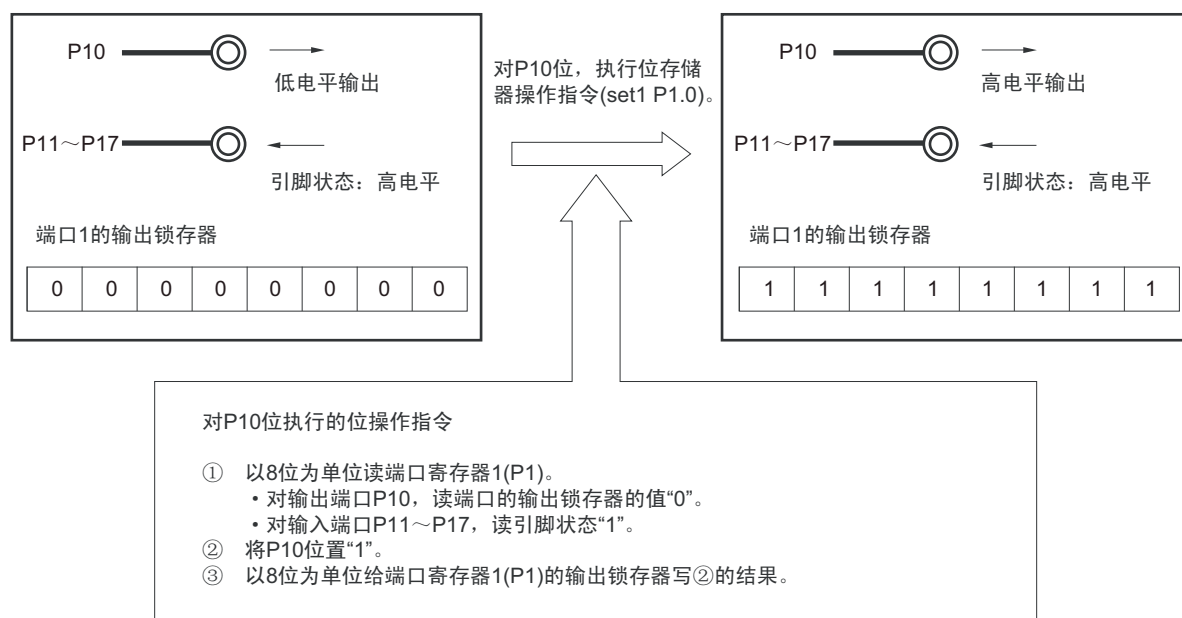 P10
低电平输出
P11～P17
引脚状态：高电平
端口1的输出锁存器
0 0 0 0 0 0 0 0
对P10位，执行位存储
器操作指令(set1 P1.0)。
P10
高电平输出
P11～P17
引脚状态：高电平
端口1的输出锁存器
1 1 1 1 1 1 1 1
对P10位执行的位操作指令
① 以8位为单位读端口寄存器1(P1)。
・对输出端口P10，读端口的输出锁存器的值“0”。
・对输入端口P11～P17，读引脚状态“1”。
② 将P10位置“1”。
③ 以8位为单位给端口寄存器1(P1)的输出锁存器写②的结果。